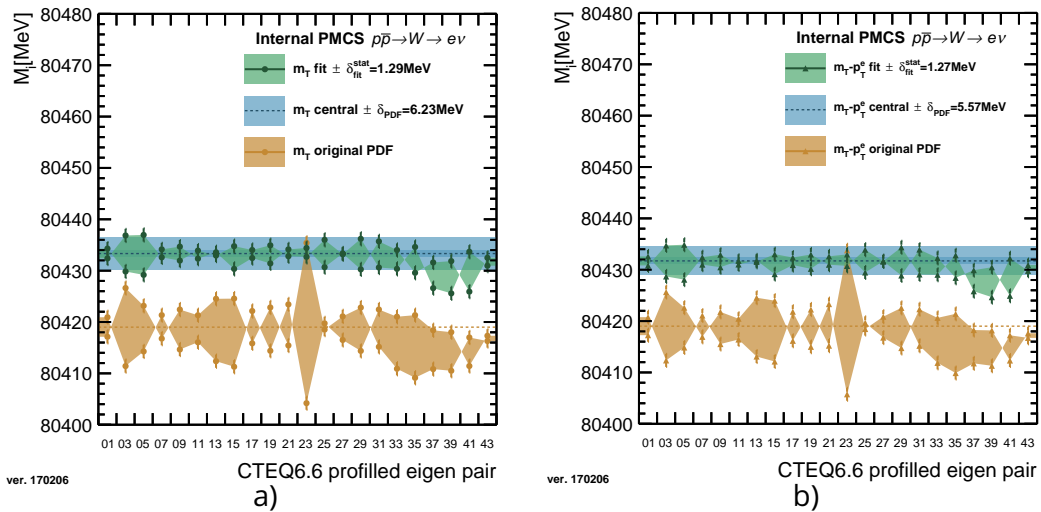 M_i[MeV]
80480
80470
80460
80450
80440
80430
80420
80410
80400
Internal PMCS pp̅→W→ eν
m_T fit ± δ_fit^stat=1.29MeV
m_T central ± δ_PDF=6.23MeV
m_T original PDF
01 03 05 07 09 11 13 15 17 19 21 23 25 27 29 31 33 35 37 39 41 43
CTEQ6.6 profilled eigen pair
ver. 170206
a)
M_i[MeV]
80480
80470
80460
80450
80440
80430
80420
80410
80400
Internal PMCS pp̅→W→ eν
m_T-p_T^e fit ± δ_fit^stat=1.27MeV
m_T-p_T^e central ± δ_PDF=5.57MeV
m_T-p_T^e original PDF
01 03 05 07 09 11 13 15 17 19 21 23 25 27 29 31 33 35 37 39 41 43
CTEQ6.6 profilled eigen pair
ver. 170206
b)